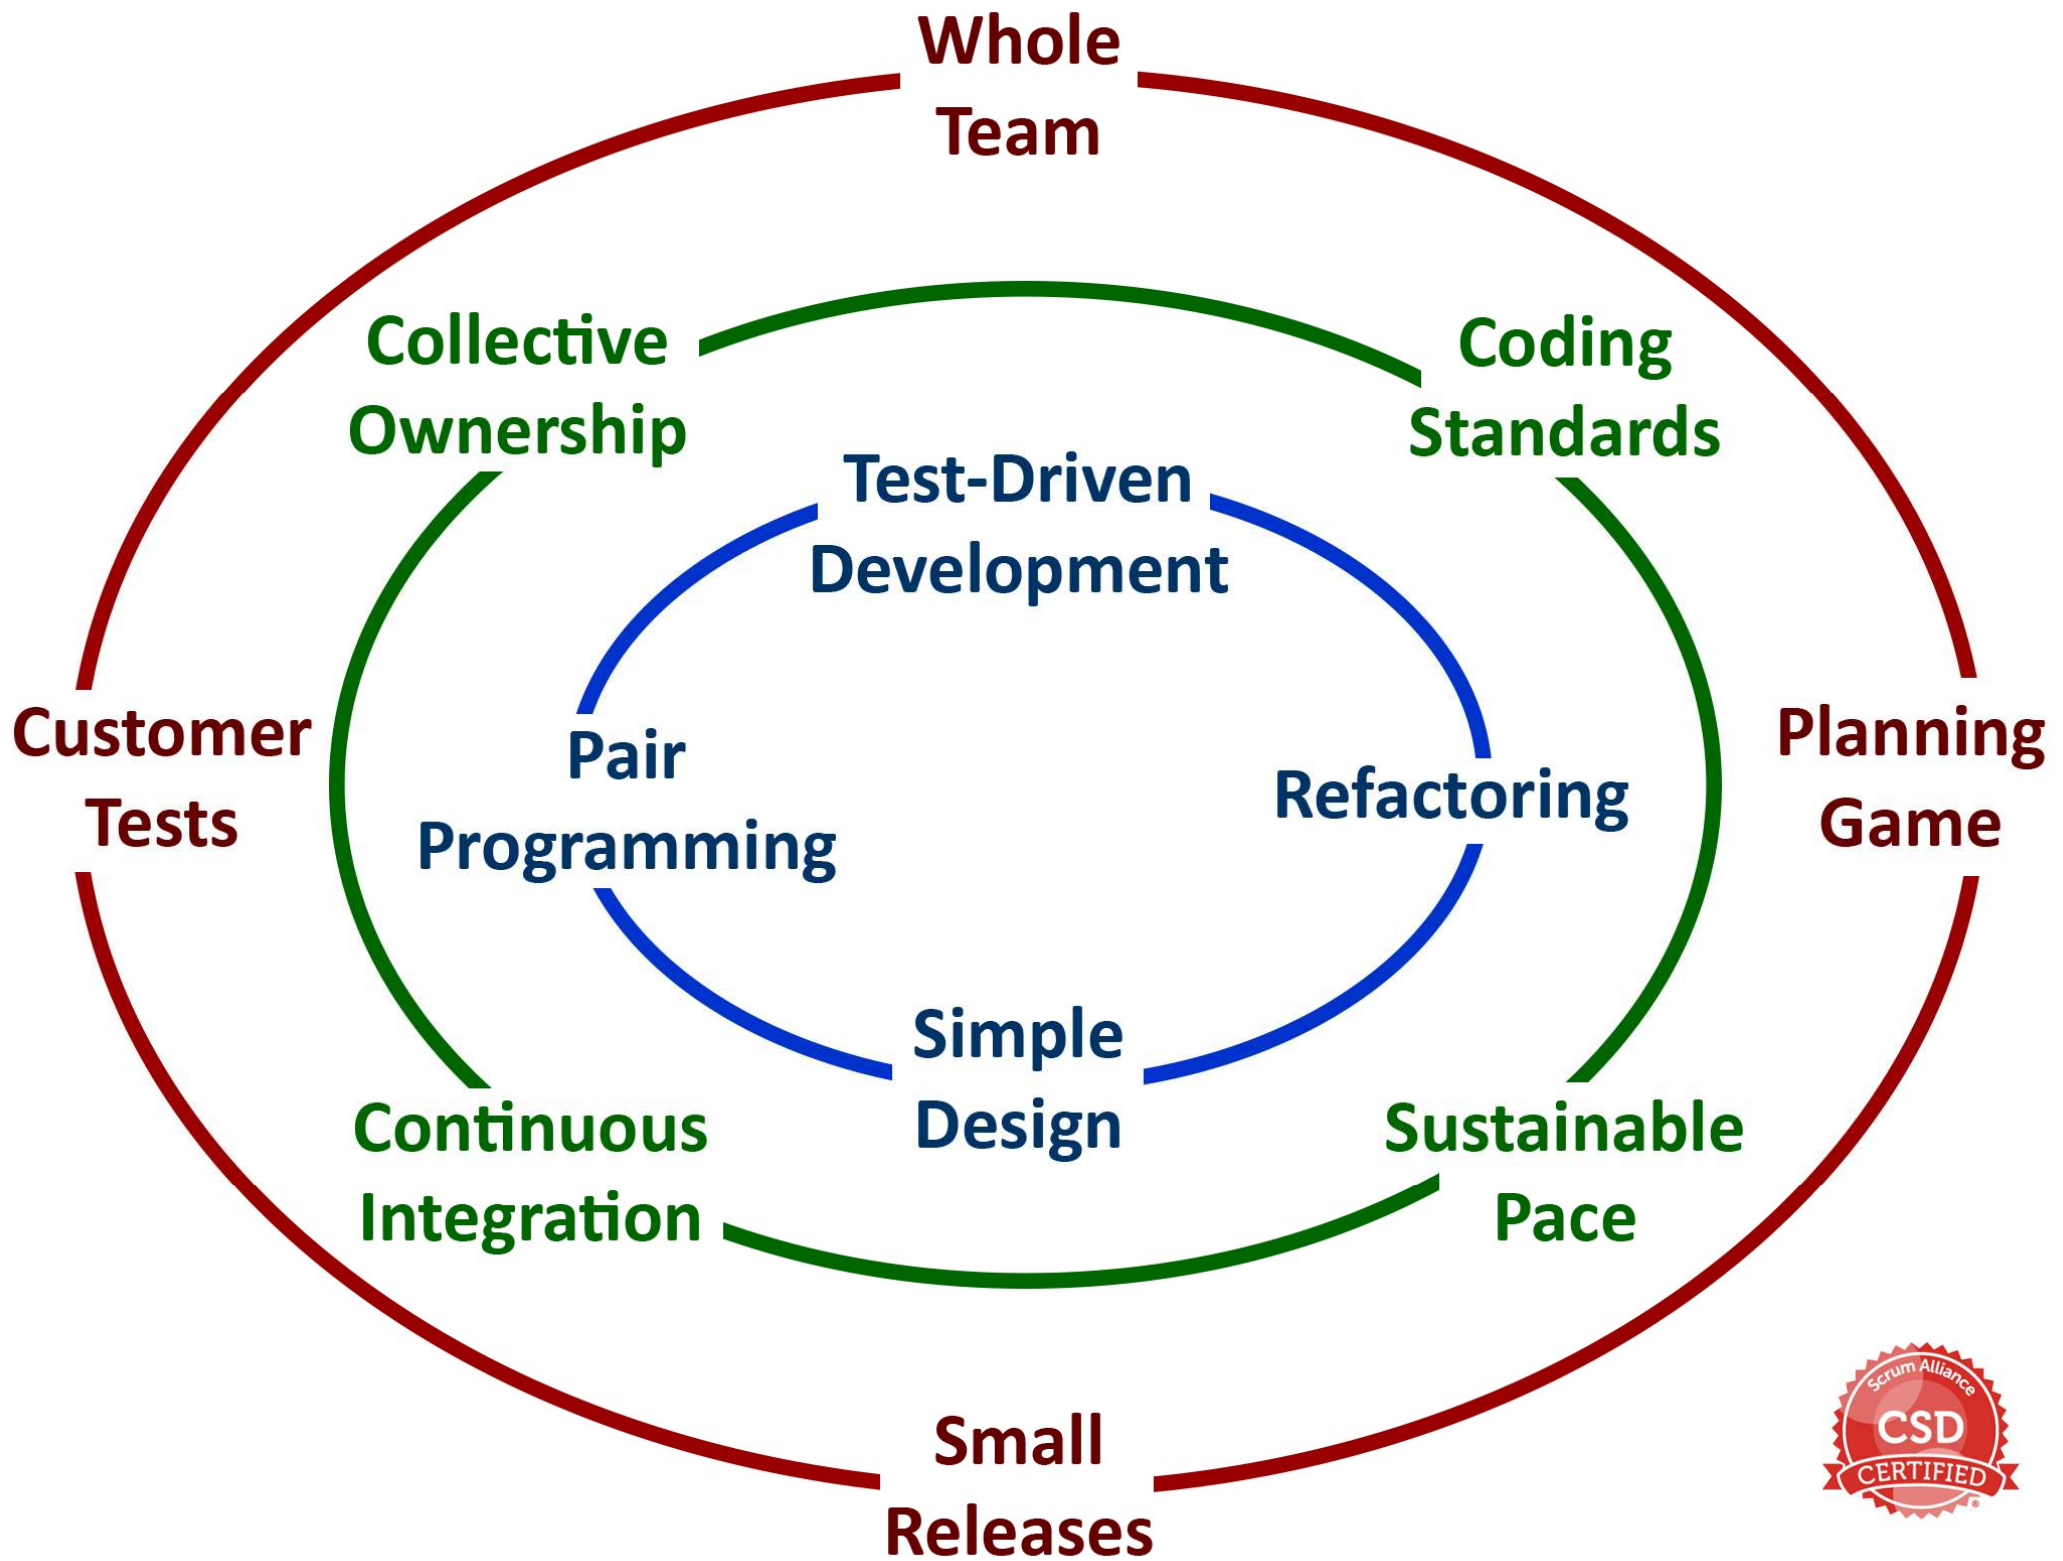 Whole
Team
Collective
Ownership
Coding
Standards
Test-Driven
Development
Customer
Tests
Pair
Programming
Refactoring
Planning
Game
Simple
Design
Continuous
Integration
Sustainable
Pace
Small
Releases
Scrum Alliance
CSD
CERTIFIED
®